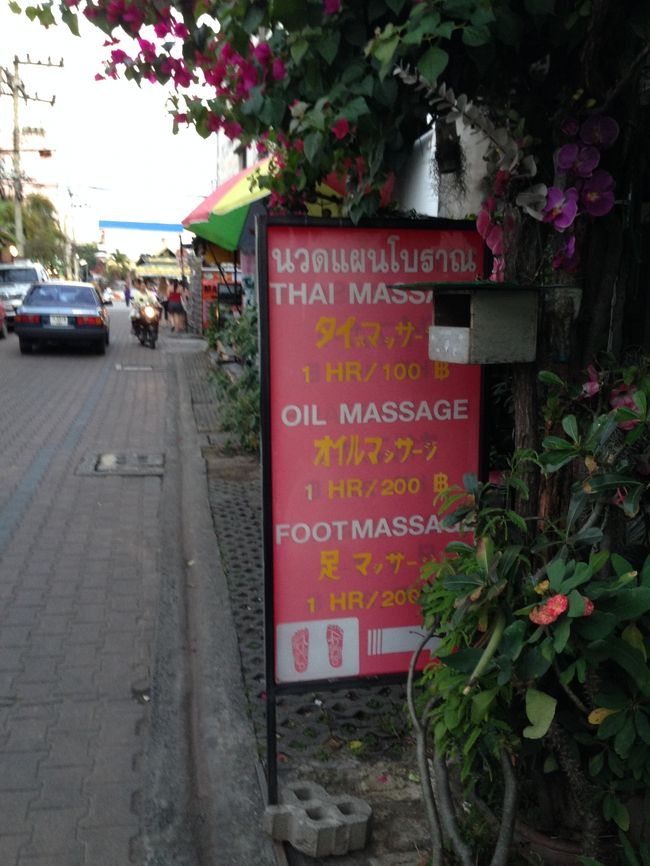 นวดแผนโบราณ
THAI MASSA
タイマッサージ
1 HR/100 ฿
OIL MASSAGE
オイルマッサージ
1 HR/200 ฿
FOOT MASSAGE
足マッサージ
1 HR/200